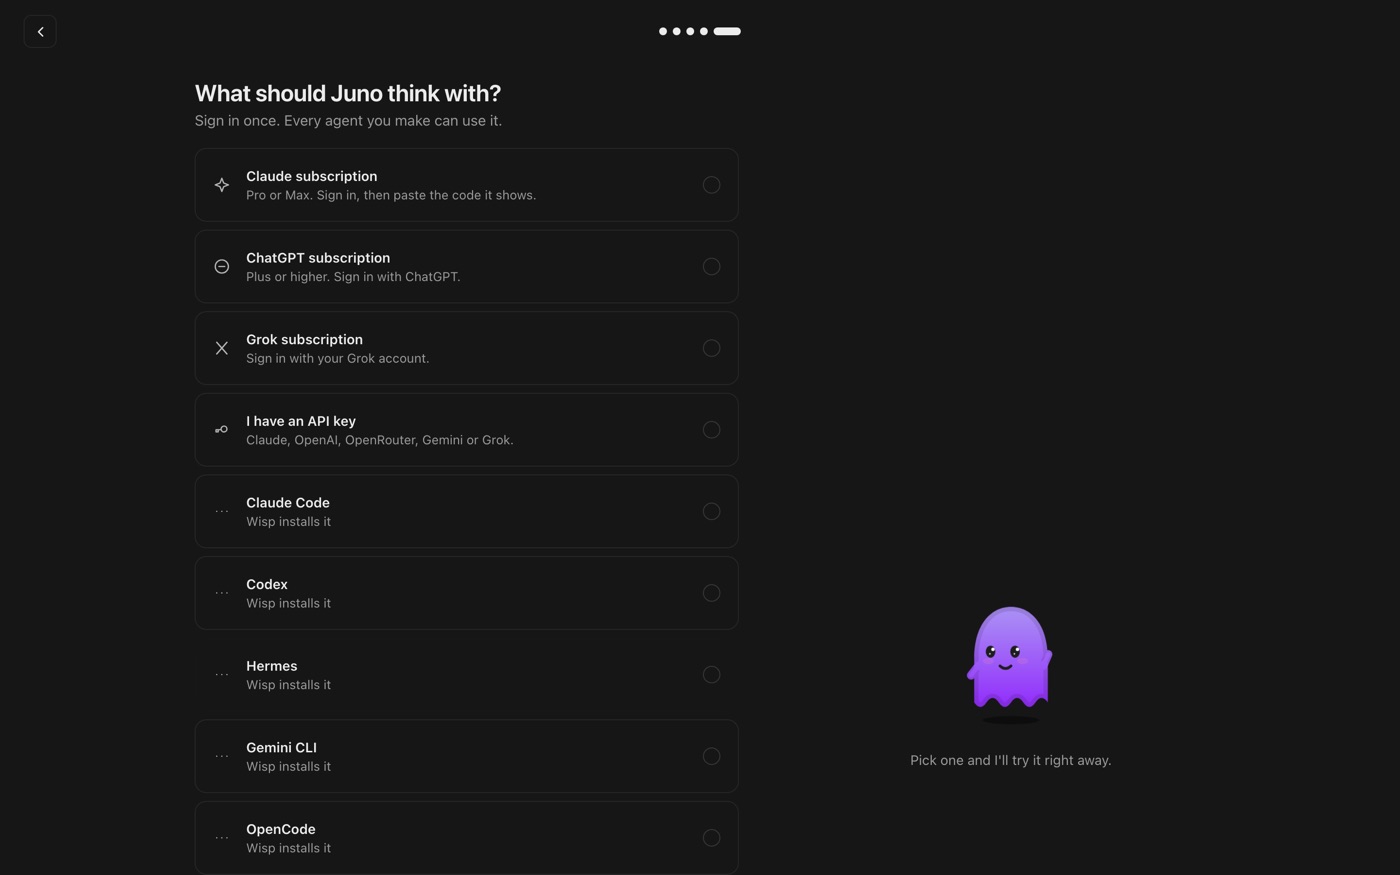 What should Juno think with?
Sign in once. Every agent you make can use it.
Claude subscription
Pro or Max. Sign in, then paste the code it shows.
ChatGPT subscription
Plus or higher. Sign in with ChatGPT.
Grok subscription
Sign in with your Grok account.
I have an API key
Claude, OpenAI, OpenRouter, Gemini or Grok.
Claude Code
Wisp installs it
Codex
Wisp installs it
Hermes
Wisp installs it
Gemini CLI
Wisp installs it
OpenCode
Wisp installs it
Pick one and I'll try it right away.